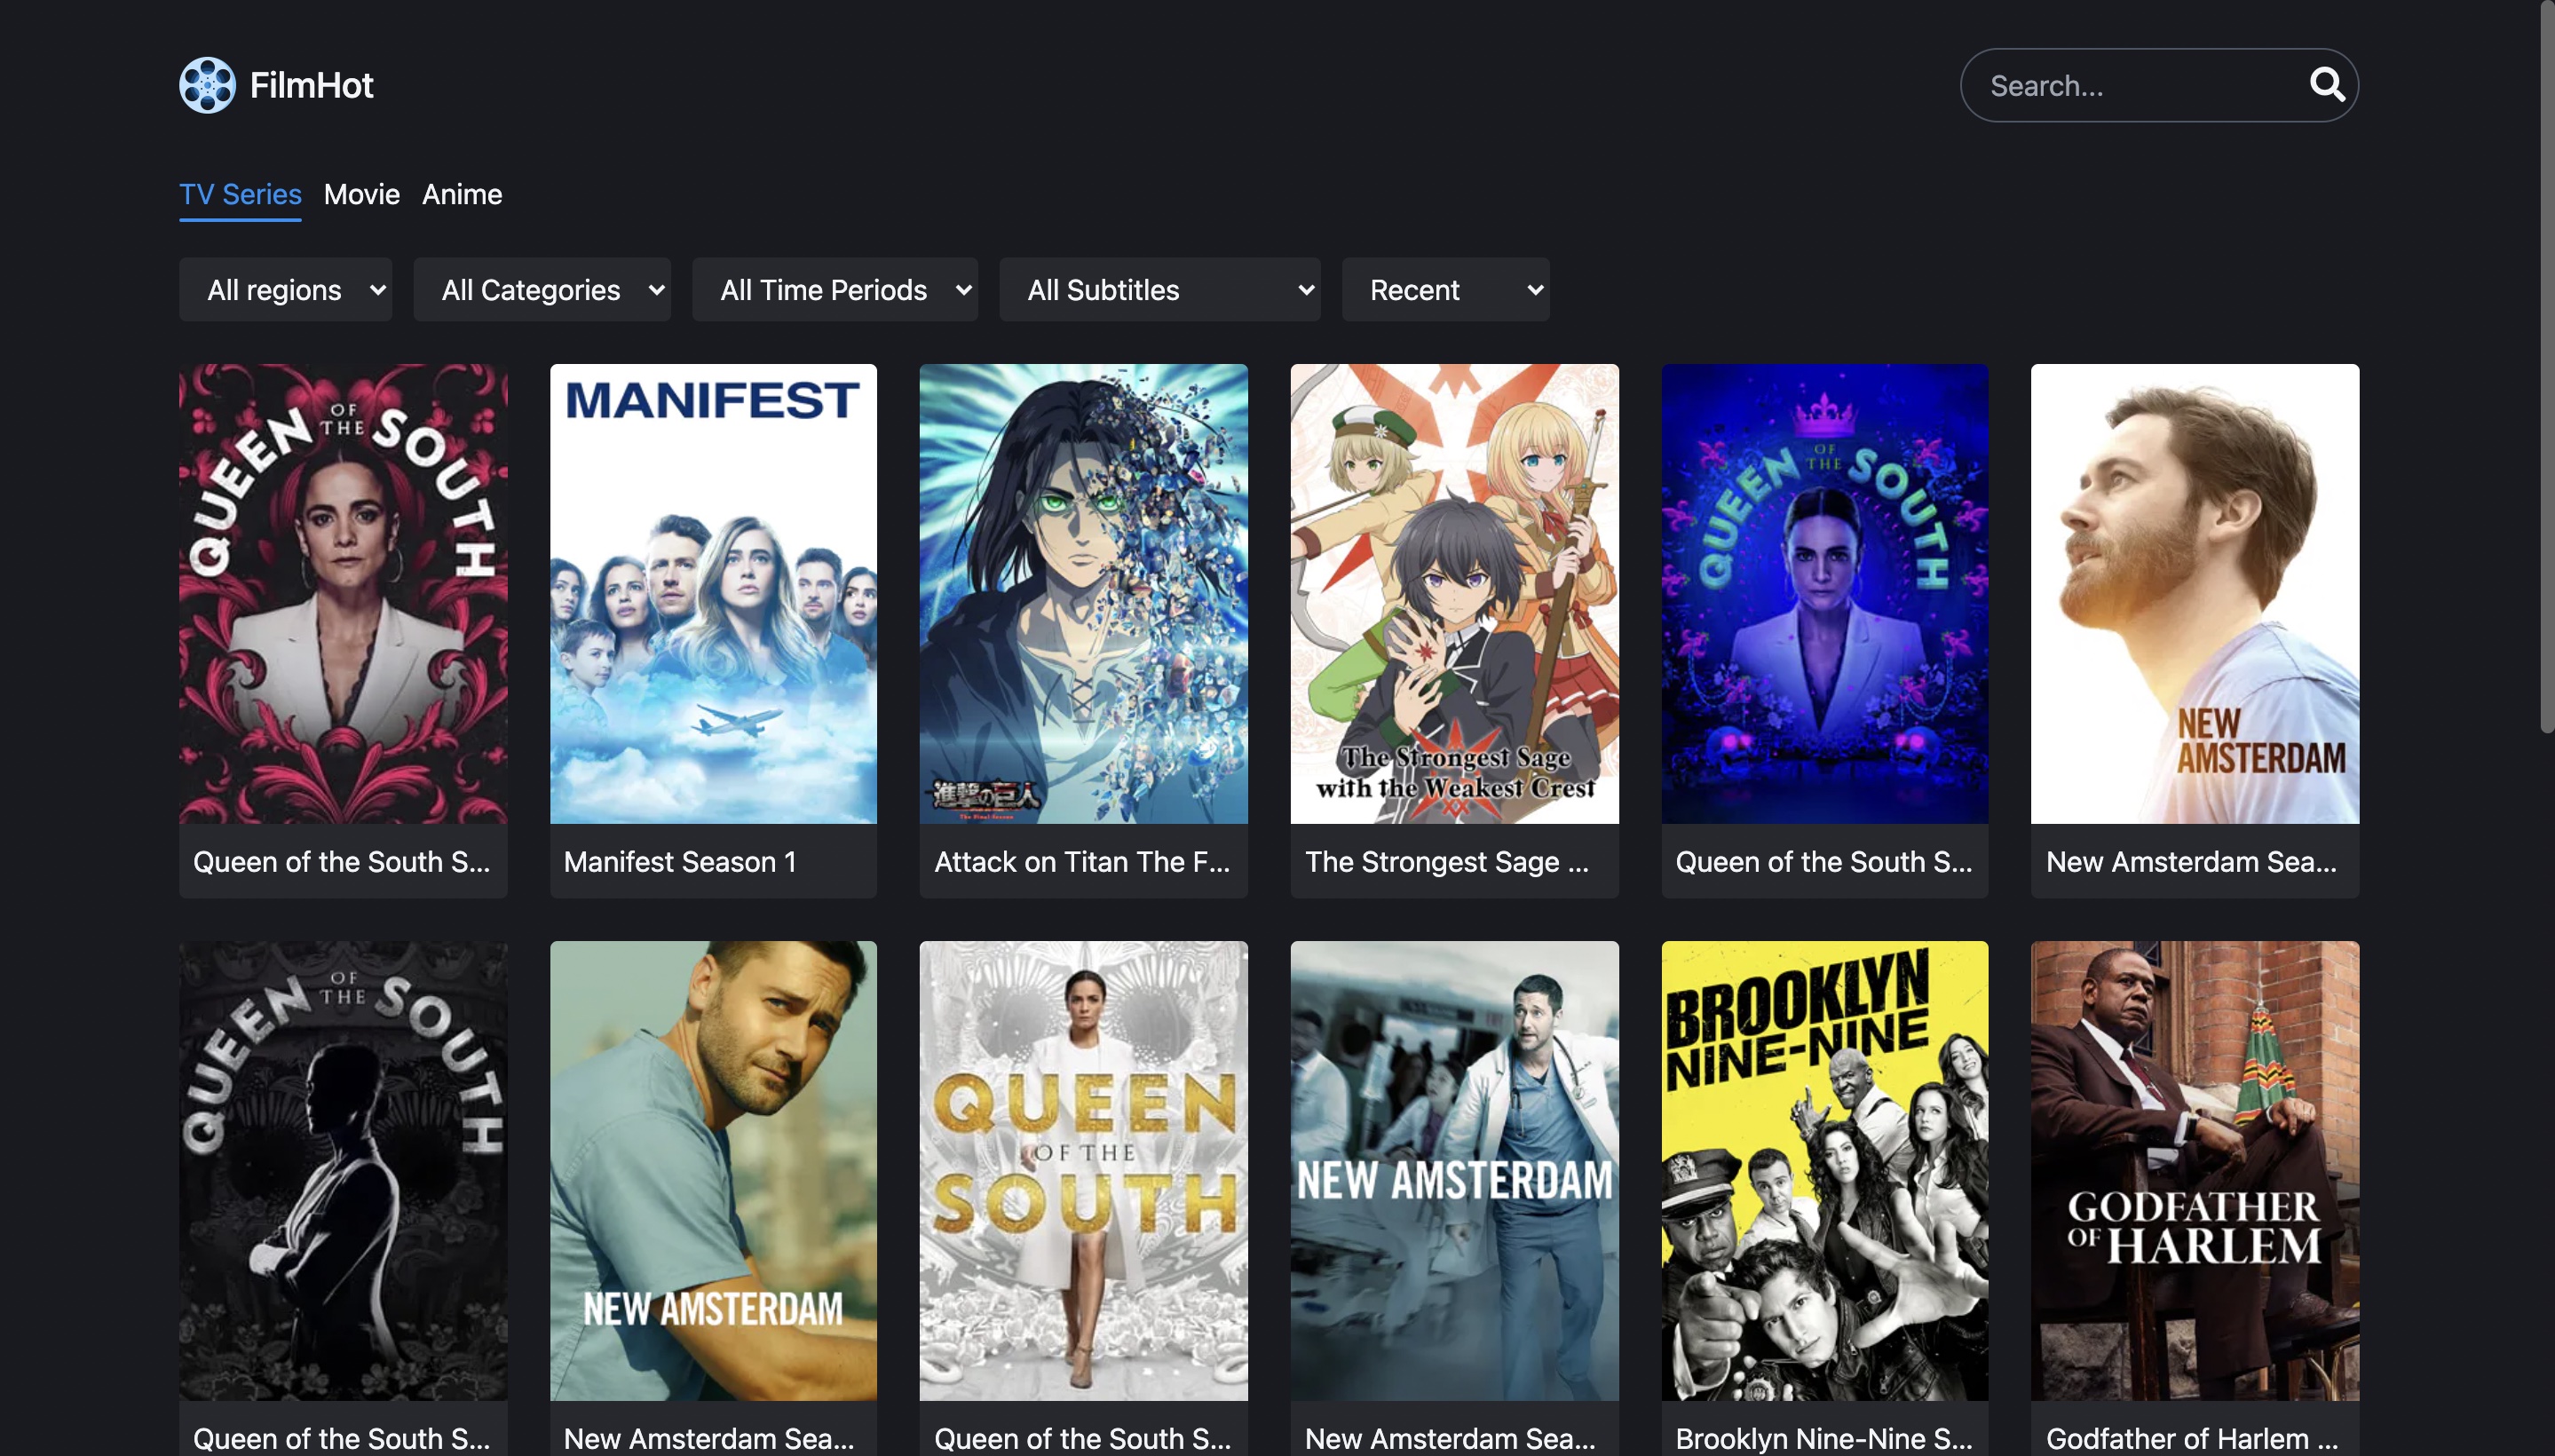 FilmHot
Search...
TV Series Movie Anime
All regions All Categories All Time Periods All Subtitles Recent
QUEEN OF THE SOUTH
MANIFEST
進撃の巨人
The Final Season
The Strongest Sage
with the Weakest Crest
QUEEN OF THE SOUTH
NEW
AMSTERDAM
Queen of the South S...
Manifest Season 1
Attack on Titan The F...
The Strongest Sage ...
Queen of the South S...
New Amsterdam Sea...
QUEEN OF THE SOUTH
NEW AMSTERDAM
QUEEN
OF THE
SOUTH
NEW AMSTERDAM
BROOKLYN
NINE-NINE
GODFATHER
OF HARLEM
Queen of the South S...
New Amsterdam Sea...
Queen of the South S...
New Amsterdam Sea...
Brooklyn Nine-Nine S...
Godfather of Harlem ...